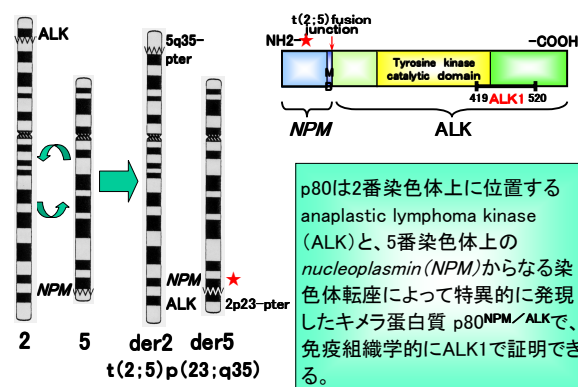 ALK
NPM
2
5
5q35-
pter
der2
NPM
ALK
2p23-pter
der5
t(2;5)p(23;q35)
t(2;5)fusion
junction
NH2-
-COOH
M
B
Tyrosine kinase
catalytic domain
419
ALK1
520
NPM
ALK
p80は2番染色体上に位置する
anaplastic lymphoma kinase
(ALK)と、5番染色体上の
nucleoplasmin(NPM)からなる染
色体転座によって特異的に発現
したキメラ蛋白質 p80NPM/ALKで、
免疫組織学的にALK1で証明でき
る。